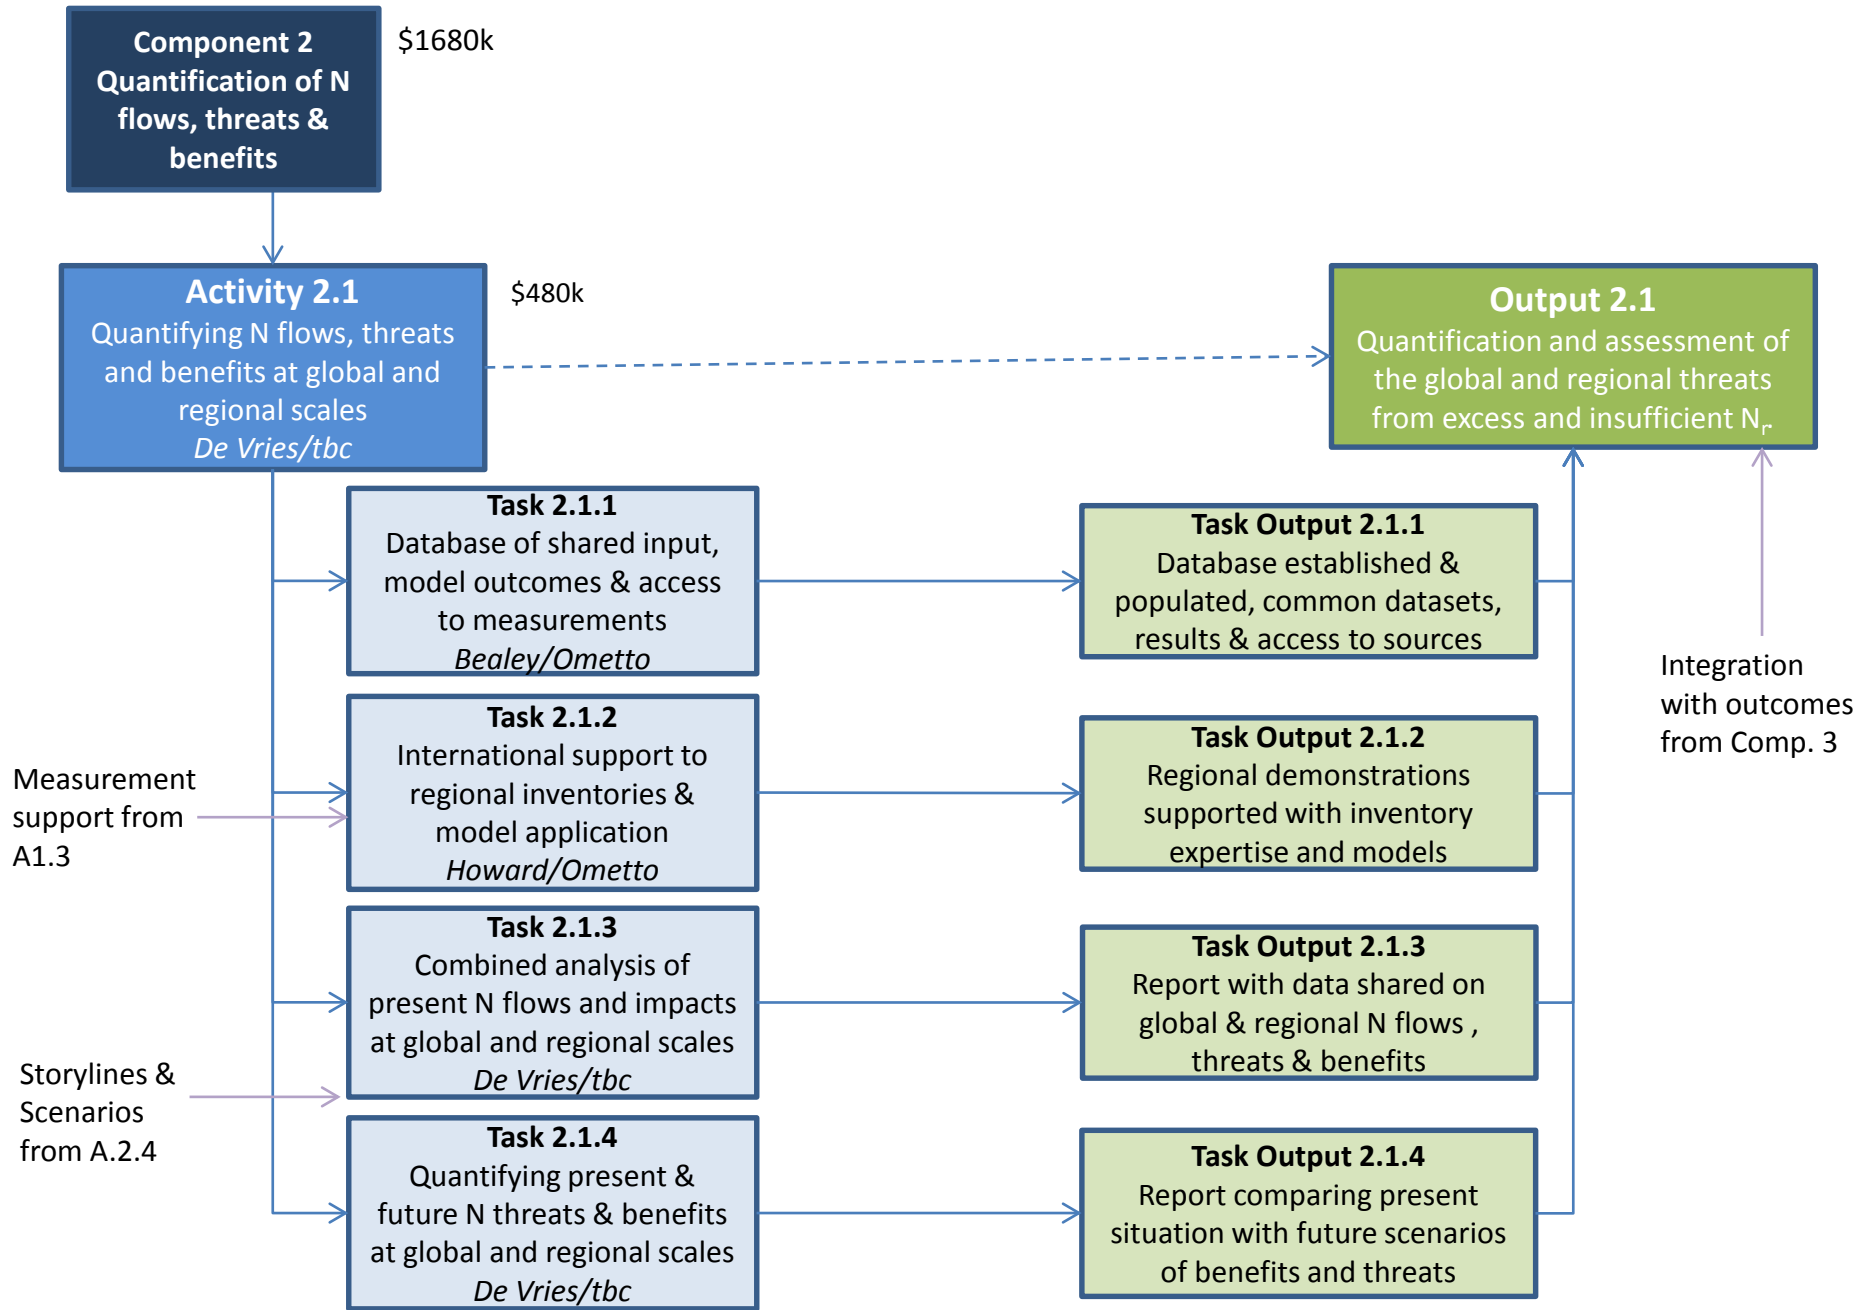 Component 2
Quantification of N
flows, threats &
benefits
$1680k
Activity 2.1
Quantifying N flows, threats
and benefits at global and
regional scales
De Vries/tbc
$480k
Output 2.1
Quantification and assessment of
the global and regional threats
from excess and insufficient Nr.
Task 2.1.1
Database of shared input,
model outcomes & access
to measurements
Bealey/Ometto
Task Output 2.1.1
Database established &
populated, common datasets,
results & access to sources
Integration
with outcomes
from Comp. 3
Measurement
support from
A1.3
Task 2.1.2
International support to
regional inventories &
model application
Howard/Ometto
Task Output 2.1.2
Regional demonstrations
supported with inventory
expertise and models
Task 2.1.3
Combined analysis of
present N flows and impacts
at global and regional scales
De Vries/tbc
Task Output 2.1.3
Report with data shared on
global & regional N flows ,
threats & benefits
Storylines &
Scenarios
from A.2.4
Task 2.1.4
Quantifying present &
future N threats & benefits
at global and regional scales
De Vries/tbc
Task Output 2.1.4
Report comparing present
situation with future scenarios
of benefits and threats